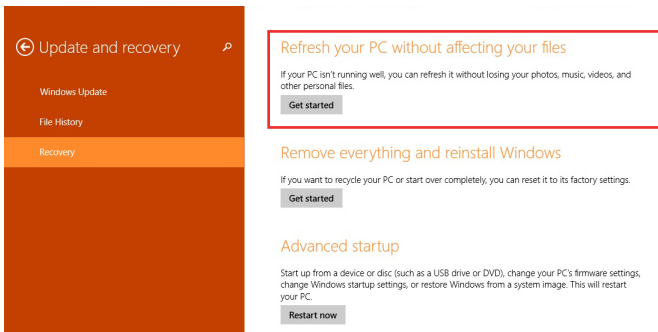 Update and recovery
Windows Update
File History
Recovery
Refresh your PC without affecting your files
If your PC isn't running well, you can refresh it without losing your photos, music, videos, and
other personal files.
Get started
Remove everything and reinstall Windows
If you want to recycle your PC or start over completely, you can reset it to its factory settings.
Get started
Advanced startup
Start up from a device or disc (such as a USB drive or DVD), change your PC's firmware settings,
change Windows startup settings, or restore Windows from a system image. This will restart
your PC.
Restart now